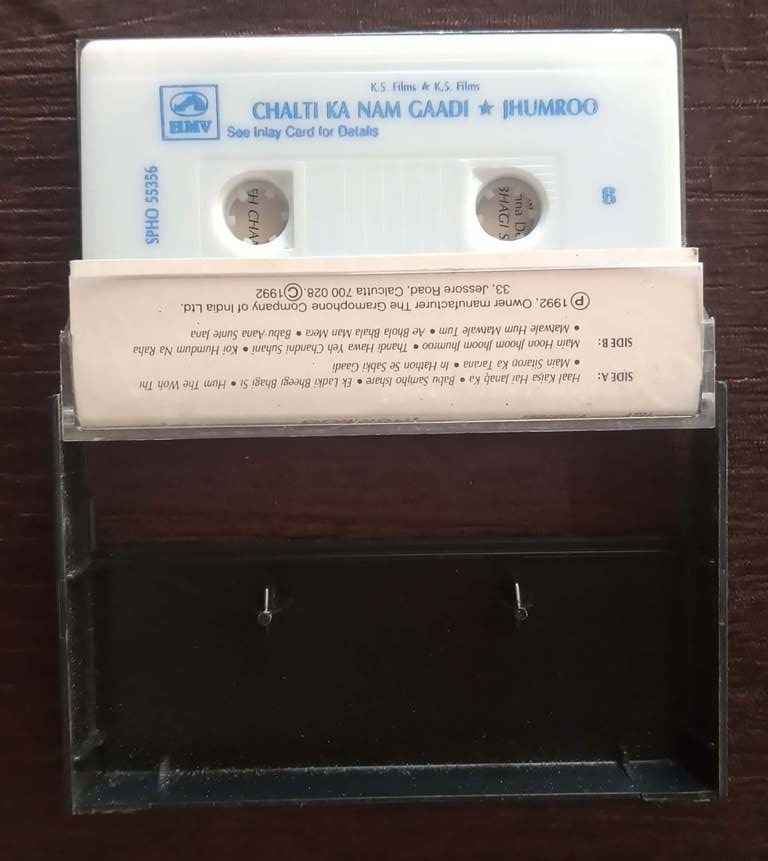 K.S. Films ★ K.S. Films
CHALTI KA NAM GAADI ★ JHUMROO
HMV
See Inlay Card for Details
SPHO 55356
B
SH CHAN
BHAGI S
SIDE A: Haal Kaisa Hai Janab Ka • Babu Sampho Ishare • Ek Ladki Bheegi Bhagi Si • Hum The Woh Thi
• Main Sitaron Ka Tarana • In Hathon Se Sabki Gaadi
SIDE B: Main Hoon Jhoom Jhoom Jhumroo • Thandi Hawa Yeh Chandni Suhani • Koi Humdum Na Raha
• Matwale Hum Matwale Tum • Ae Bhola Bhala Man Mera • Babu Aana Sunte Jana
Ⓟ 1992, Owner manufacturer The Gramophone Company of India Ltd.
33, Jessore Road, Calcutta 700 028. © 1992